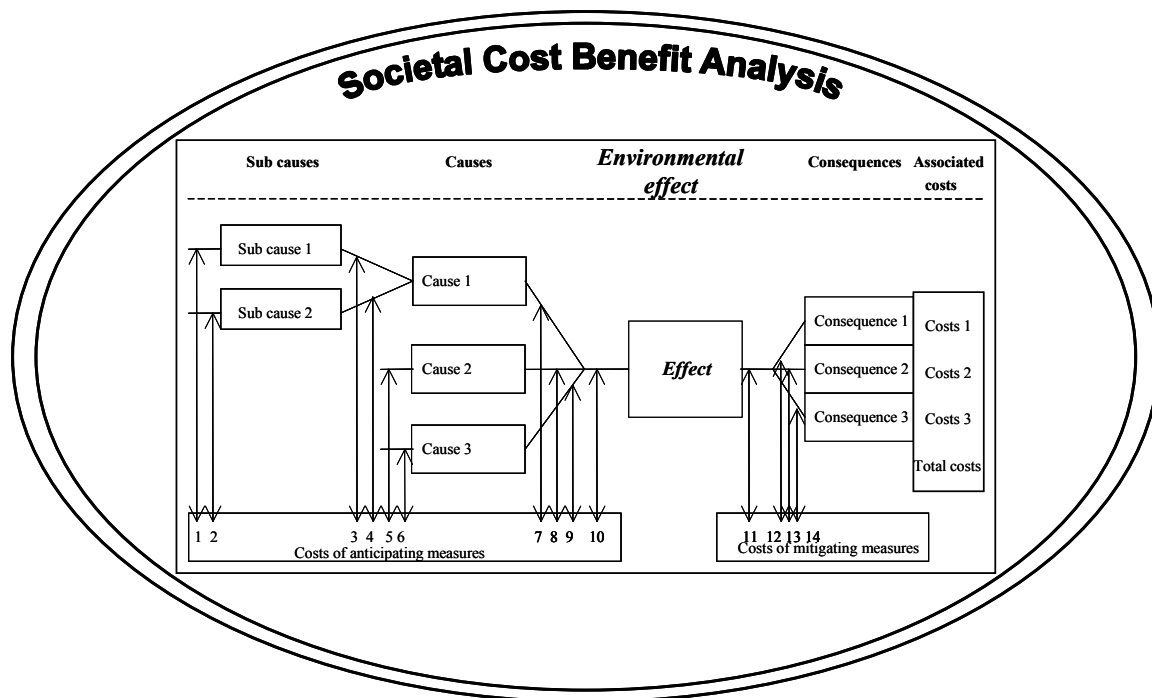 Societal Cost Benefit Analysis
Sub causes
Causes
Environmental
effect
Consequences
Associated
costs
Sub cause 1
Sub cause 2
Cause 1
Cause 2
Cause 3
Effect
Consequence 1
Consequence 2
Consequence 3
Costs 1
Costs 2
Costs 3
Total costs
1 2 3 4 5 6 7 8 9 10
Costs of anticipating measures
11 12 13 14
Costs of mitigating measures